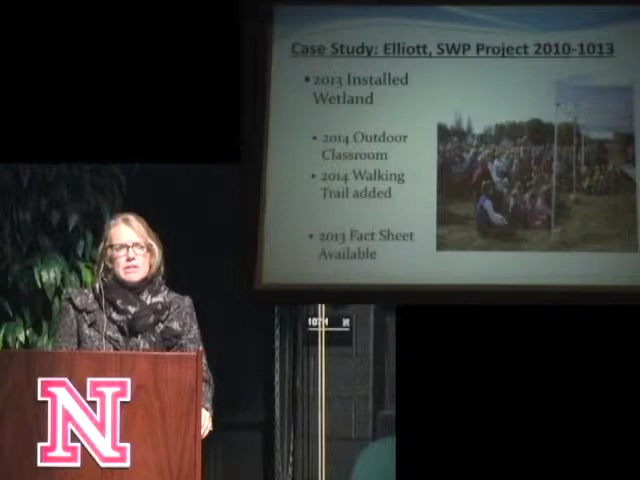 Case Study: Elliott, SWP Project 2010-1013
• 2013 Installed
Wetland
• 2014 Outdoor
Classroom
• 2014 Walking
Trail added
• 2013 Fact Sheet
Available
N
107H N